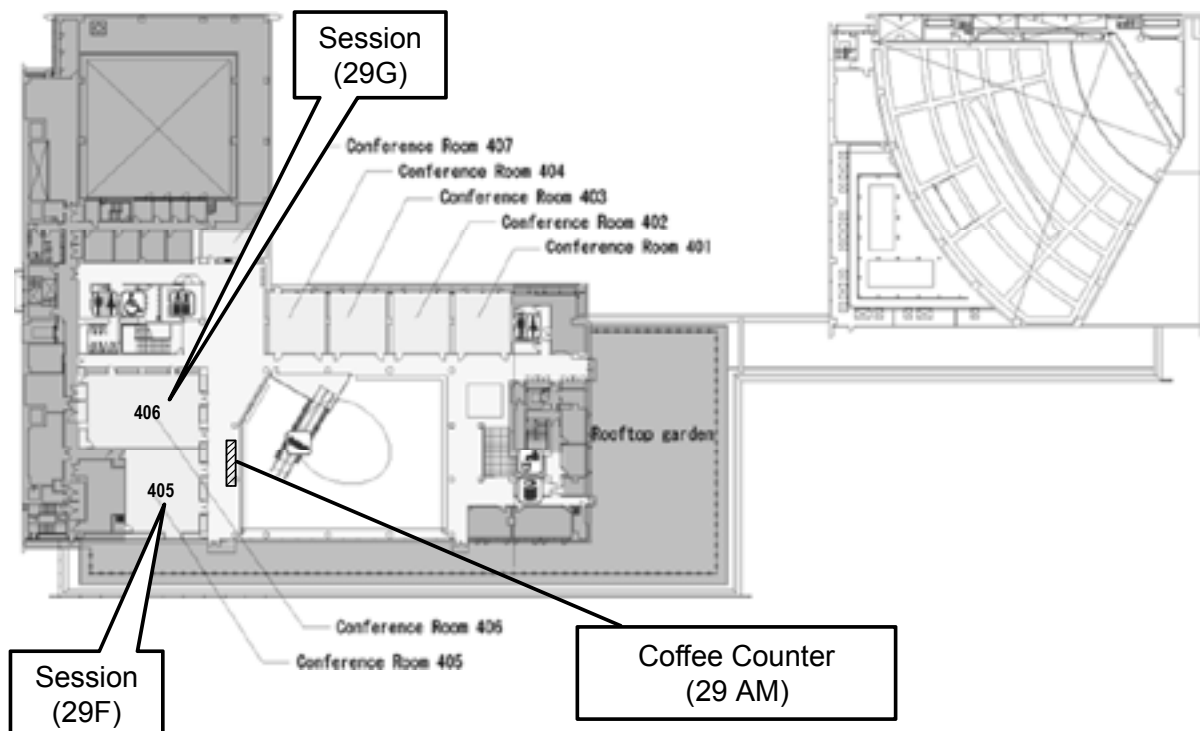 Session
(29G)
Conference Room 407
Conference Room 404
Conference Room 403
Conference Room 402
Conference Room 401
406
Rooftop garden
405
Conference Room 406
Conference Room 405
Session
(29F)
Coffee Counter
(29 AM)